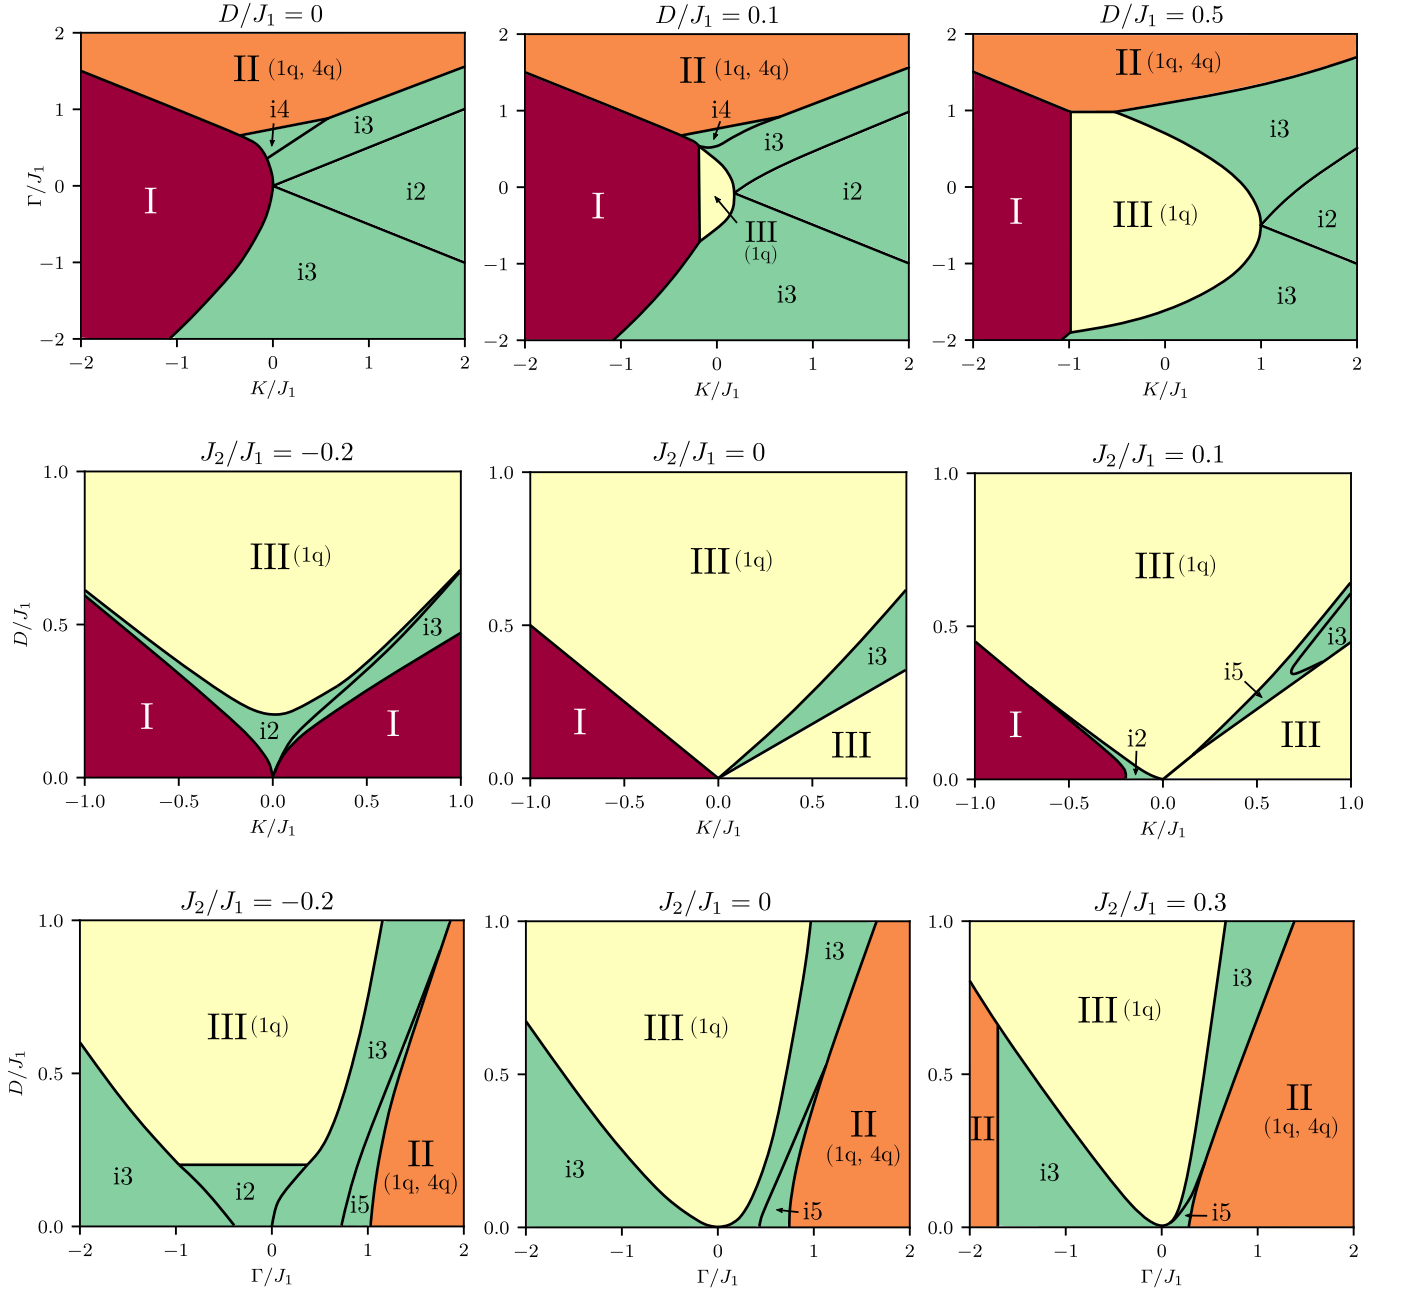 D/J₁ = 0
2
1
0
−1
−2
Γ/J₁
II (1q, 4q)
i4
i3
I
i2
i3
−2 −1 0 1 2
K/J₁
D/J₁ = 0.1
2
1
0
−1
−2
II (1q, 4q)
i4
i3
I
i2
III
(1q)
i3
−2 −1 0 1 2
K/J₁
D/J₁ = 0.5
2
1
0
−1
−2
II (1q, 4q)
i3
I
III (1q)
i2
i3
−2 −1 0 1 2
K/J₁
J₂/J₁ = −0.2
1.0
0.5
0.0
D/J₁
III (1q)
i3
I
i2
I
−1.0 −0.5 0.0 0.5 1.0
K/J₁
J₂/J₁ = 0
1.0
0.5
0.0
III (1q)
i3
I
III
−1.0 −0.5 0.0 0.5 1.0
K/J₁
J₂/J₁ = 0.1
1.0
0.5
0.0
III (1q)
i3
i5
I
i2
III
−1.0 −0.5 0.0 0.5 1.0
K/J₁
J₂/J₁ = −0.2
1.0
0.5
0.0
D/J₁
III (1q)
i3
II
(1q, 4q)
i3
i2
i5
−2 −1 0 1 2
Γ/J₁
J₂/J₁ = 0
1.0
0.5
0.0
i3
III (1q)
II
(1q, 4q)
i3
i5
−2 −1 0 1 2
Γ/J₁
J₂/J₁ = 0.3
1.0
0.5
0.0
i3
III (1q)
II
(1q, 4q)
II
i3
i5
−2 −1 0 1 2
Γ/J₁